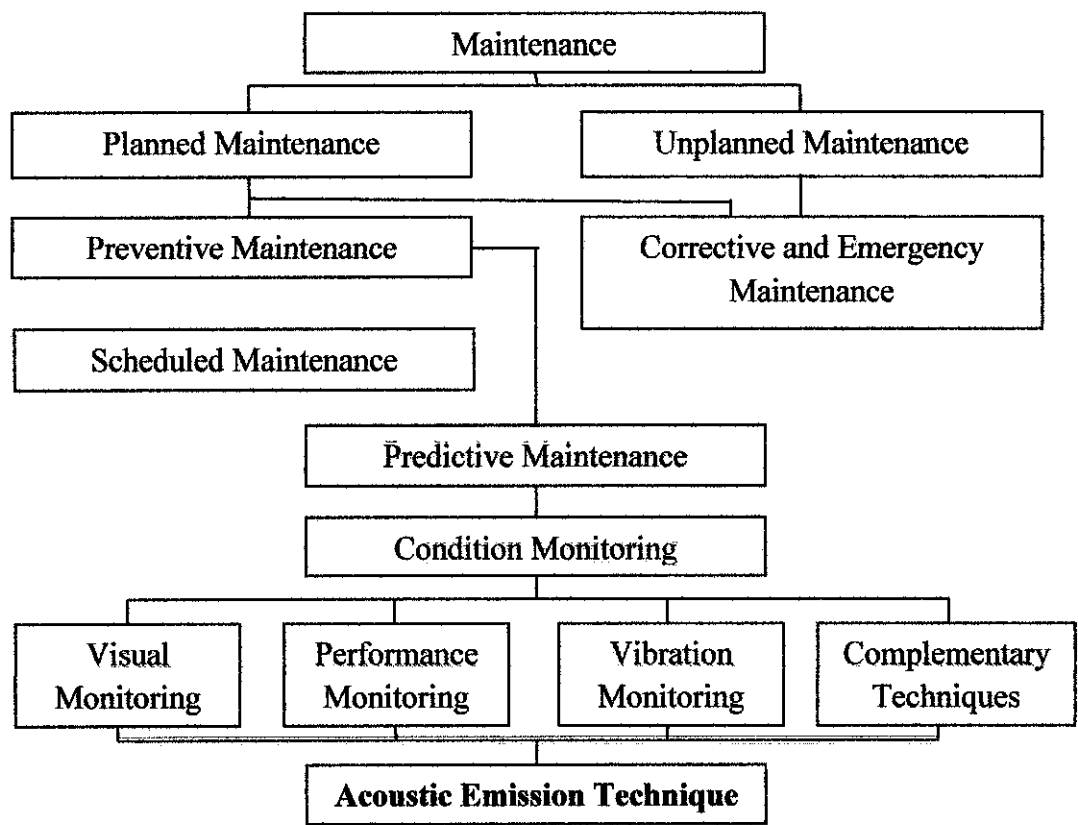 Maintenance
Planned Maintenance
Unplanned Maintenance
Preventive Maintenance
Corrective and Emergency
Maintenance
Scheduled Maintenance
Predictive Maintenance
Condition Monitoring
Visual
Monitoring
Performance
Monitoring
Vibration
Monitoring
Complementary
Techniques
Acoustic Emission Technique